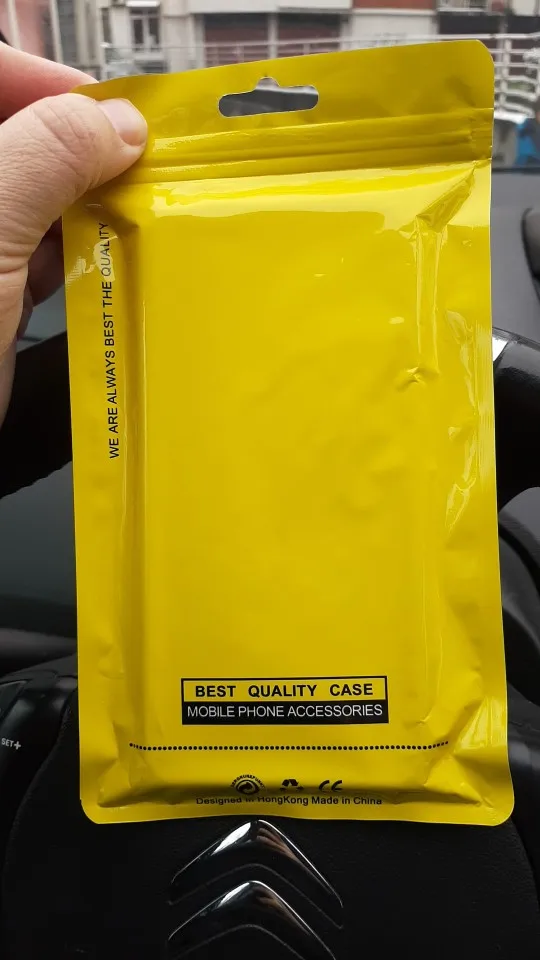 WE ARE ALWAYS BEST THE QUALITY
BEST QUALITY CASE
MOBILE PHONE ACCESSORIES
SET+
CE
Designed in HongKong Made in China